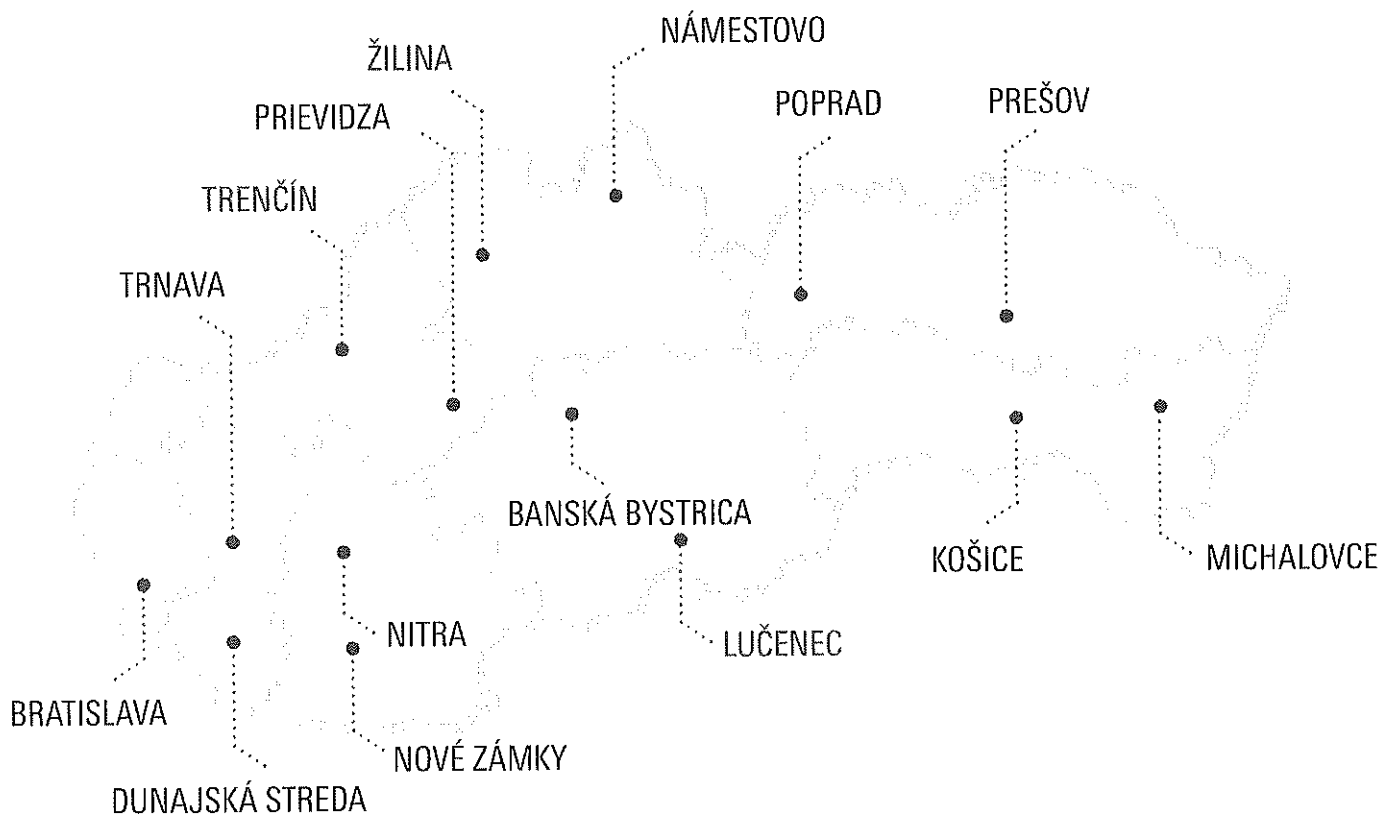 NÁMESTOVO
ŽILINA
POPRAD
PREŠOV
PRIEVIDZA
TRENČÍN
TRNAVA
BANSKÁ BYSTRICA
KOŠICE
MICHALOVCE
NITRA
LUČENEC
BRATISLAVA
NOVÉ ZÁMKY
DUNAJSKÁ STREDA